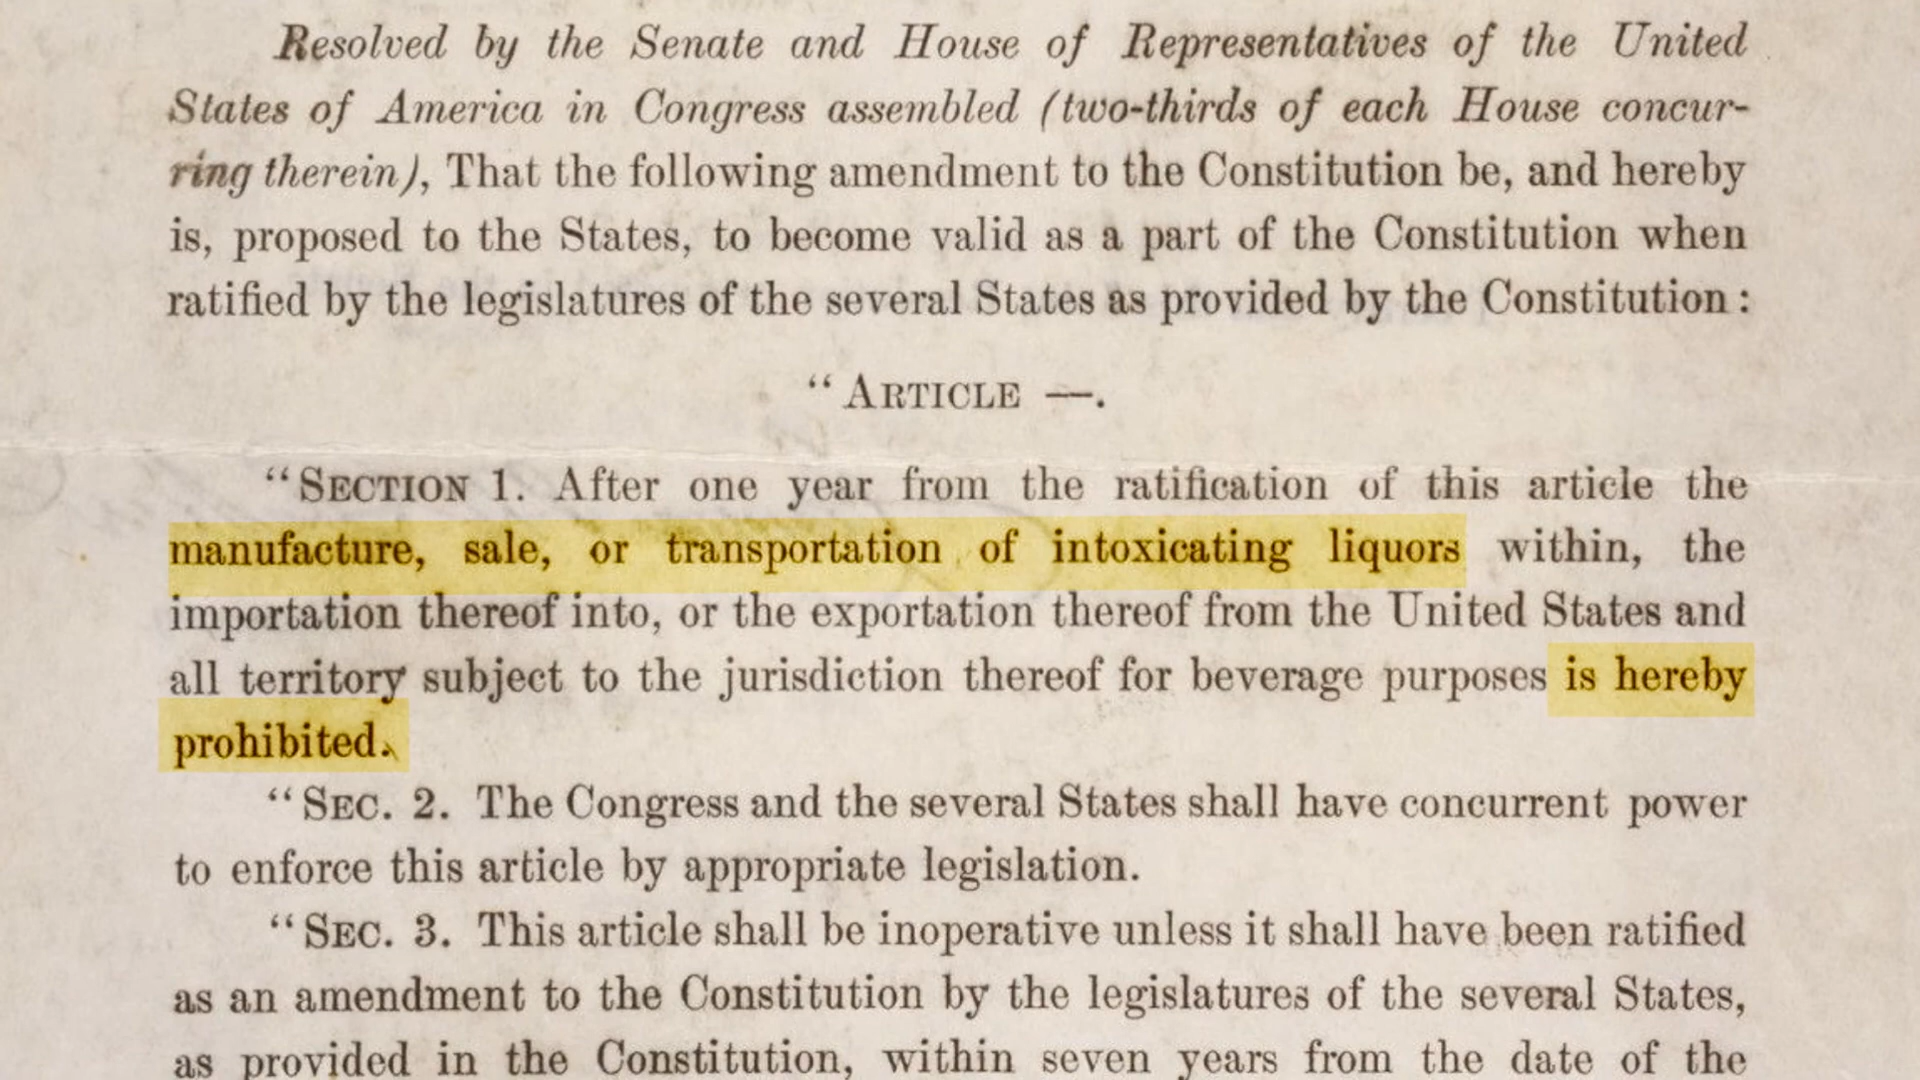 Resolved by the Senate and House of Representatives of the United
States of America in Congress assembled (two-thirds of each House concur-
ring therein), That the following amendment to the Constitution be, and hereby
is, proposed to the States, to become valid as a part of the Constitution when
ratified by the legislatures of the several States as provided by the Constitution:
“ARTICLE —.
“SECTION 1. After one year from the ratification of this article the
manufacture, sale, or transportation of intoxicating liquors within, the
importation thereof into, or the exportation thereof from the United States and
all territory subject to the jurisdiction thereof for beverage purposes is hereby
prohibited.
“SEC. 2. The Congress and the several States shall have concurrent power
to enforce this article by appropriate legislation.
“SEC. 3. This article shall be inoperative unless it shall have been ratified
as an amendment to the Constitution by the legislatures of the several States,
as provided in the Constitution, within seven years from the date of the